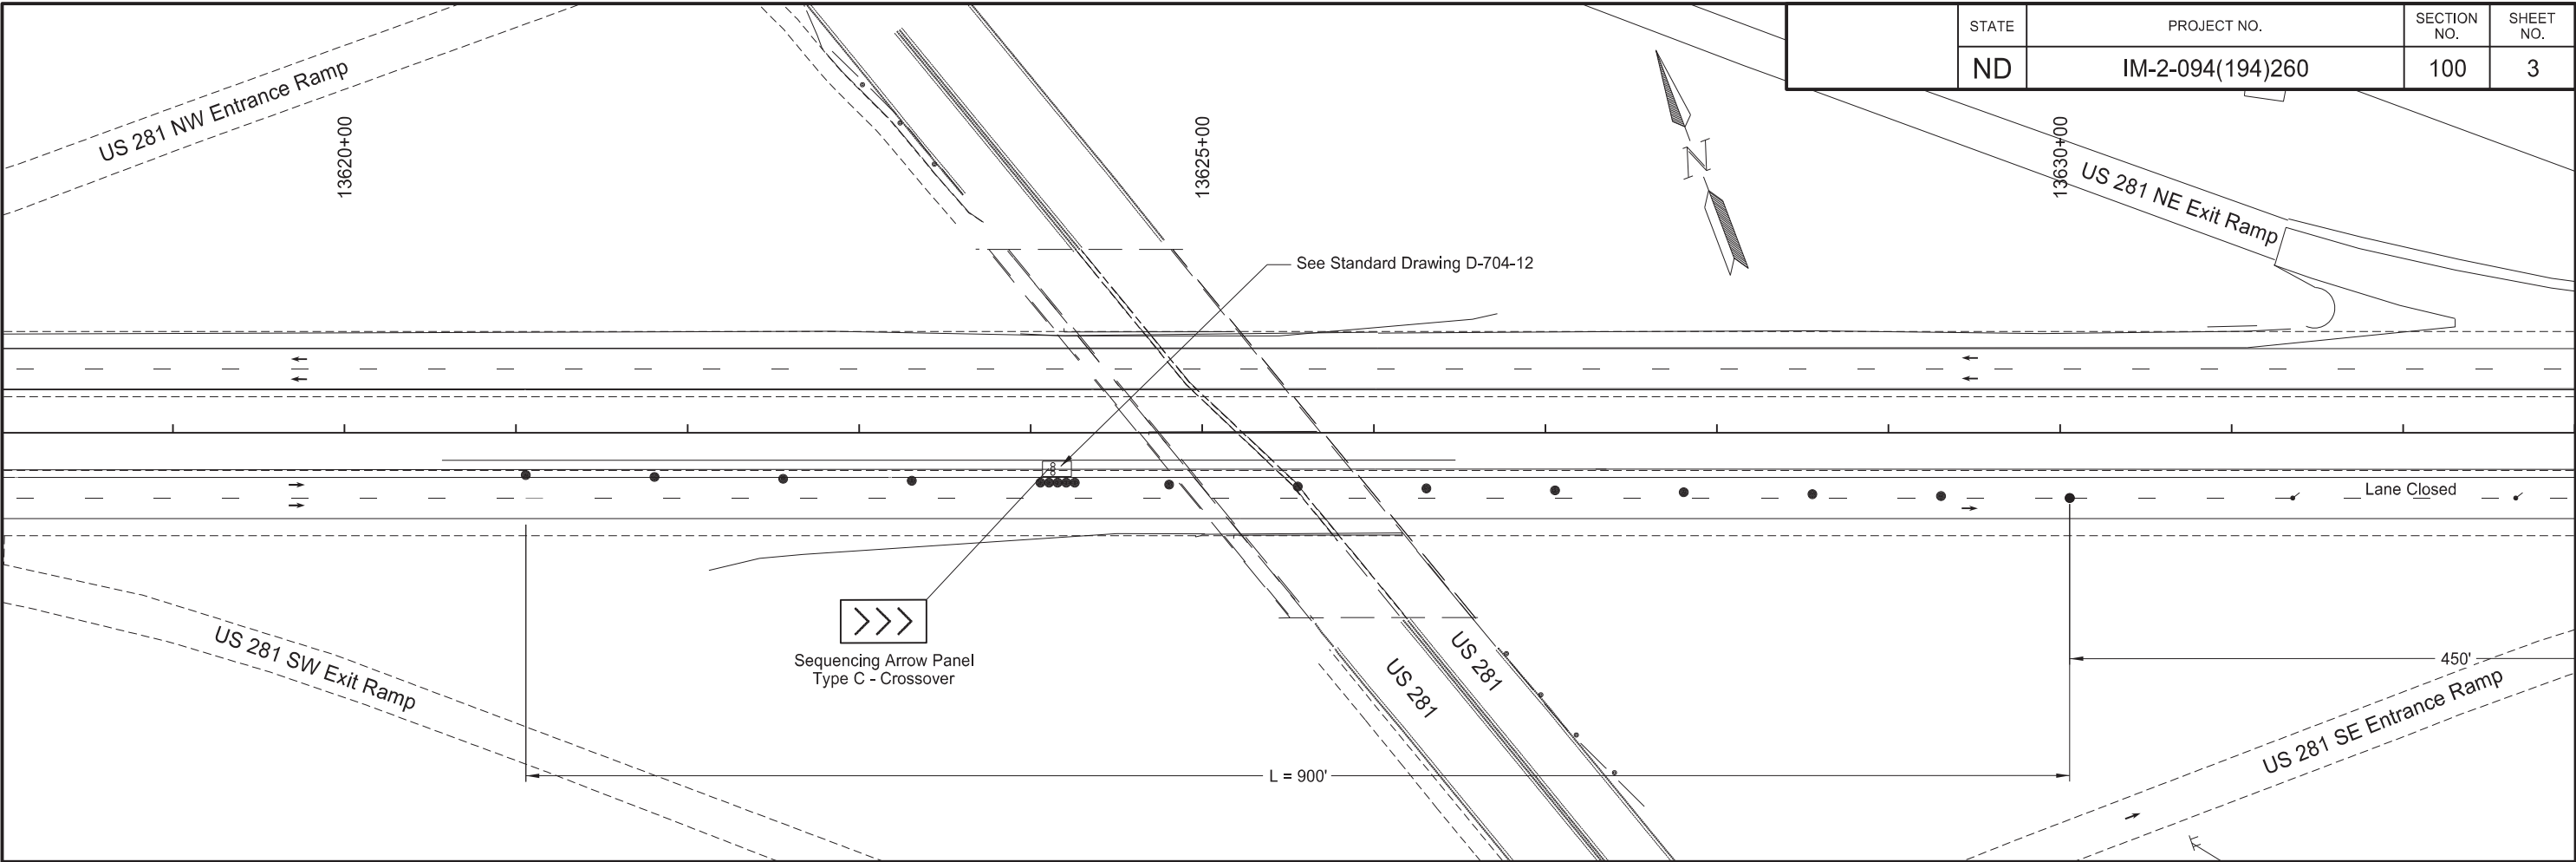 STATE
PROJECT NO.
SECTION
NO.
SHEET
NO.
ND
IM-2-094(194)260
100
3
US 281 NW Entrance Ramp
13620+00
13625+00
13630+00
N
US 281 NE Exit Ramp
See Standard Drawing D-704-12
Lane Closed
Sequencing Arrow Panel
Type C - Crossover
US 281 SW Exit Ramp
US 281
US 281
450'
US 281 SE Entrance Ramp
L = 900'